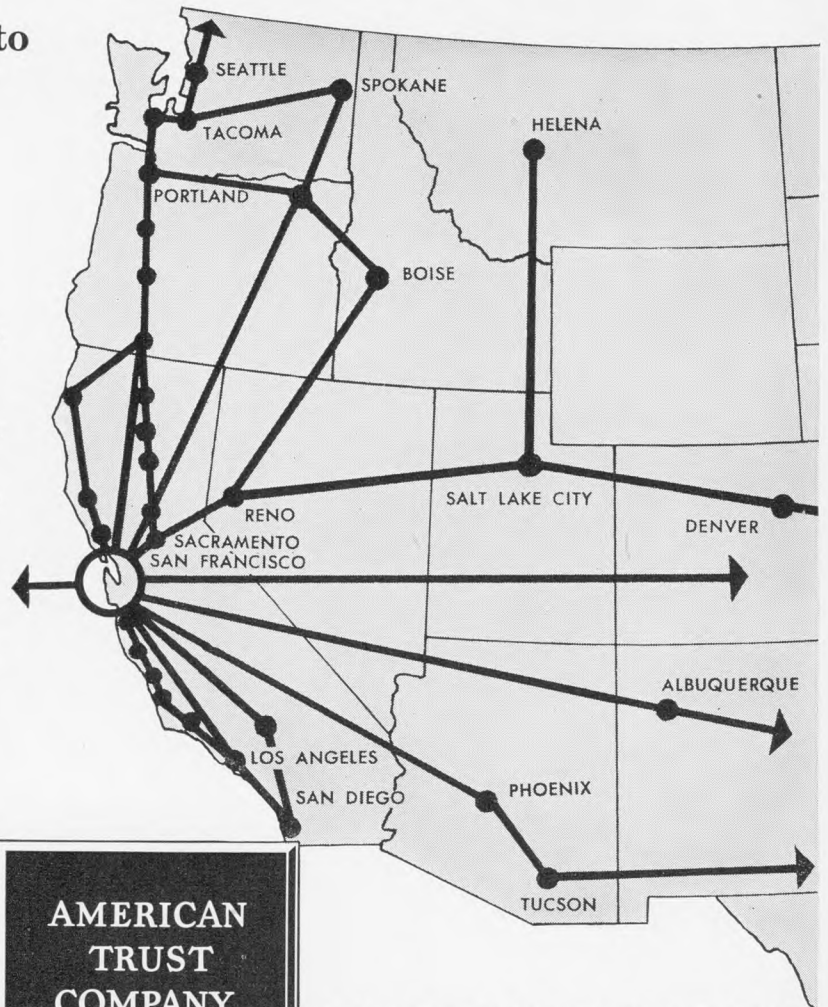 to
SEATTLE
SPOKANE
TACOMA
HELENA
PORTLAND
BOISE
SALT LAKE CITY
RENO
DENVER
SACRAMENTO
SAN FRANCISCO
ALBUQUERQUE
LOS ANGELES
PHOENIX
SAN DIEGO
TUCSON
AMERICAN
TRUST
COMPANY